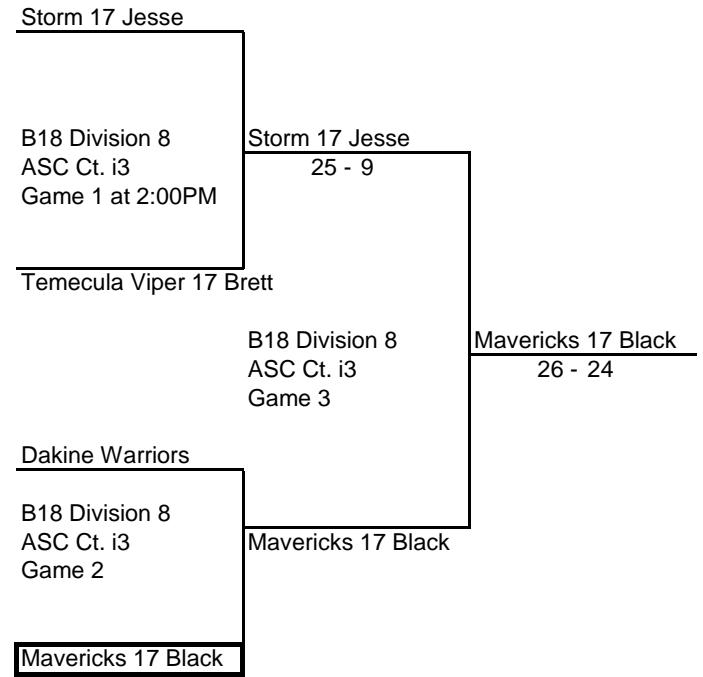 Storm 17 Jesse
B18 Division 8
ASC Ct. i3
Game 1 at 2:00PM
Storm 17 Jesse
25 - 9
Temecula Viper 17 Brett
B18 Division 8
ASC Ct. i3
Game 3
Mavericks 17 Black
26 - 24
Dakine Warriors
B18 Division 8
ASC Ct. i3
Game 2
Mavericks 17 Black
Mavericks 17 Black